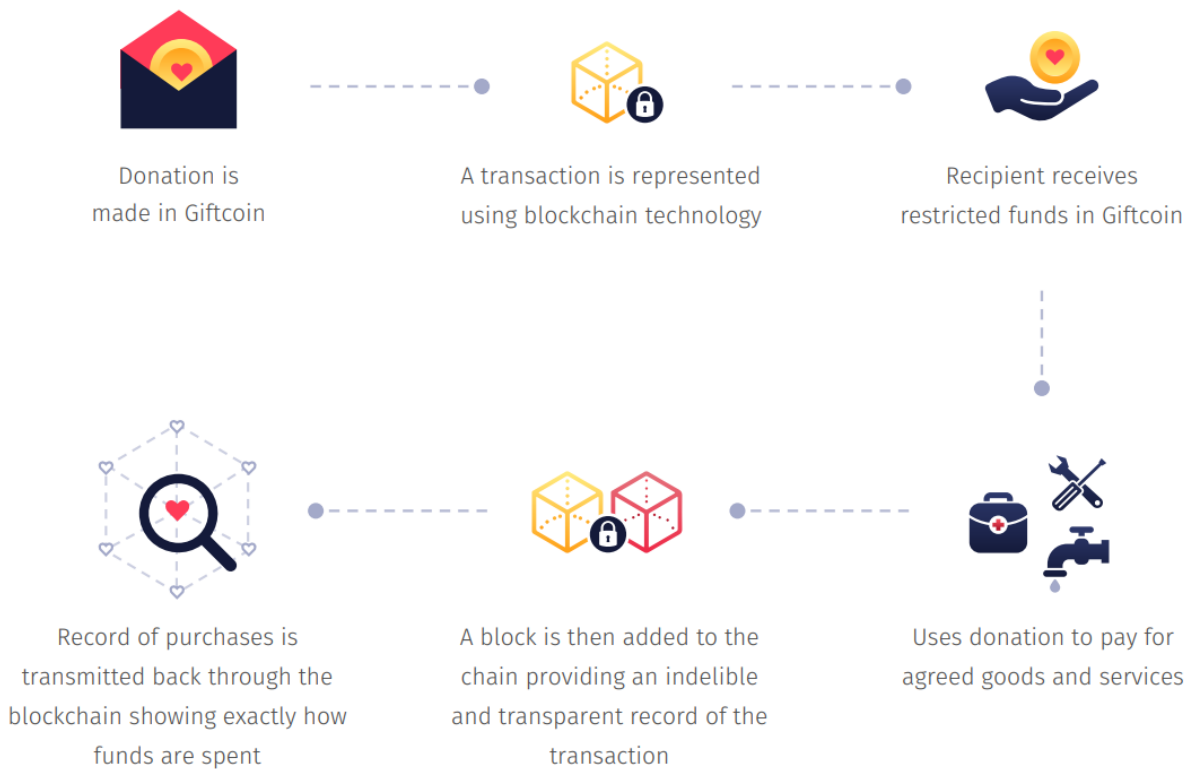 Donation is
made in Giftcoin
A transaction is represented
using blockchain technology
Recipient receives
restricted funds in Giftcoin
Uses donation to pay for
agreed goods and services
A block is then added to the
chain providing an indelible
and transparent record of the
transaction
Record of purchases is
transmitted back through the
blockchain showing exactly how
funds are spent